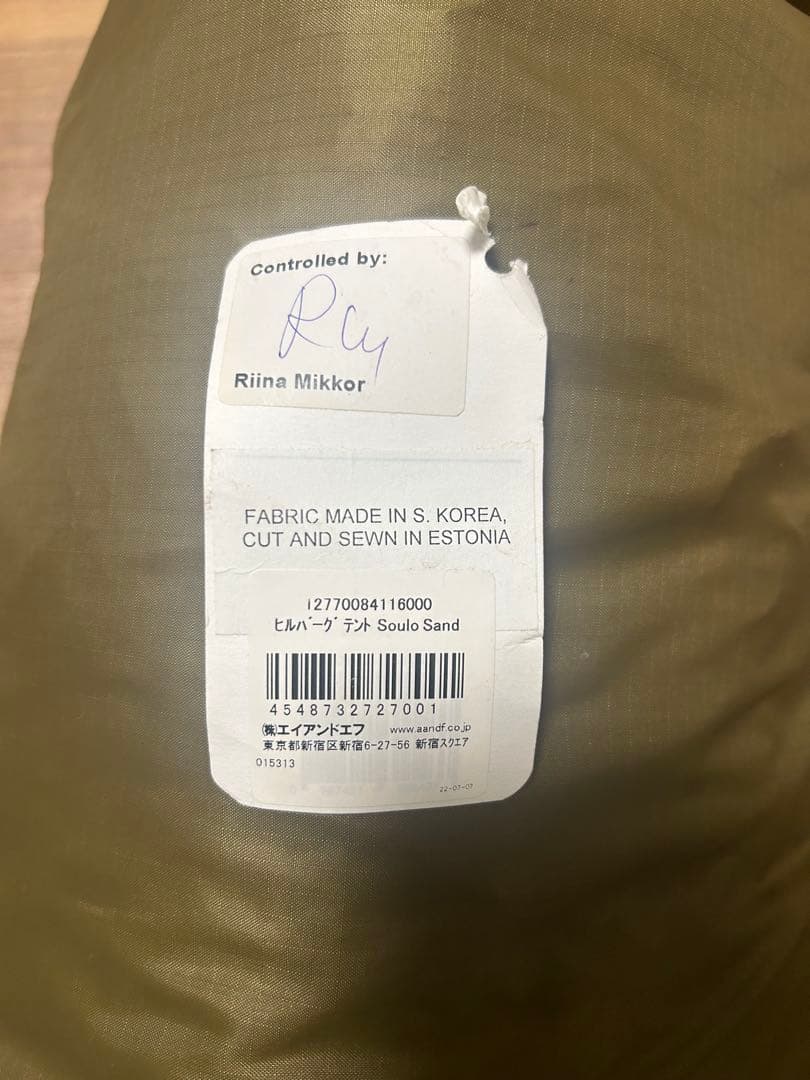 Controlled by:
Riina Mikkor
FABRIC MADE IN S. KOREA,
CUT AND SEWN IN ESTONIA
12770084116000
ﾋﾙﾊﾞｰｸﾞ ﾃﾝﾄ Soulo Sand
4548732727001
㈱エイアンドエフ www.aandf.co.jp
東京都新宿区新宿6-27-56 新宿ｽｸｴｱ
015313
22-07-07